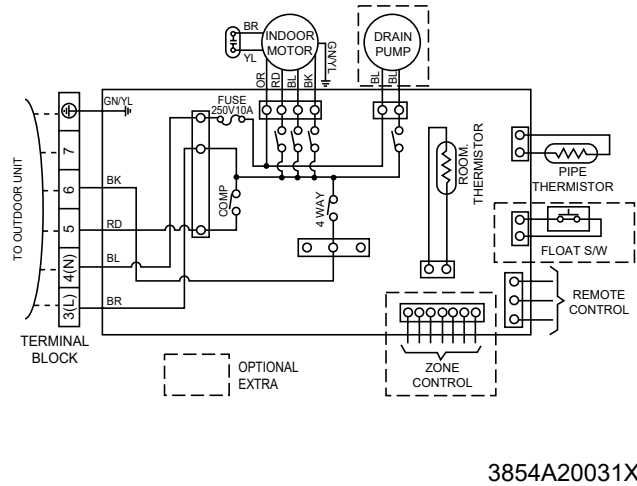 BR
YL
INDOOR
MOTOR
GN/YL
DRAIN
PUMP
OR
RD
BL
BK
BL
BL
GN/YL
FUSE
250V10A
TO OUTDOOR UNIT
7
6
5
4(N)
3(L)
BK
RD
BL
BR
COMP
4 WAY
ROOM.
THERMISTOR
PIPE
THERMISTOR
FLOAT S/W
REMOTE
CONTROL
ZONE
CONTROL
TERMINAL
BLOCK
OPTIONAL
EXTRA
3854A20031X